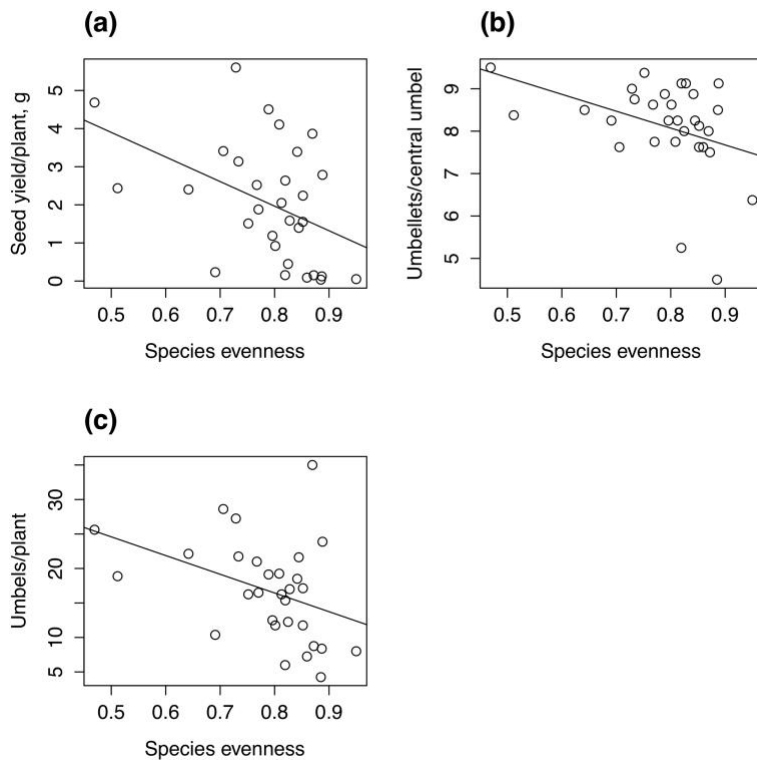 (a)
Seed yield/plant, g
0 1 2 3 4 5
0.5 0.6 0.7 0.8 0.9
Species evenness
(b)
Umbellets/central umbel
5 6 7 8 9
0.5 0.6 0.7 0.8 0.9
Species evenness
(c)
Umbels/plant
5 10 20 30
0.5 0.6 0.7 0.8 0.9
Species evenness